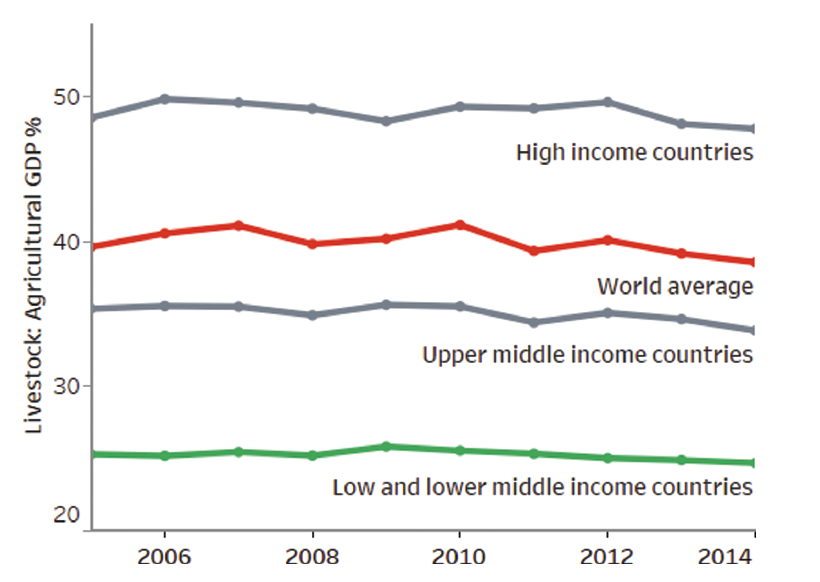 Livestock: Agricultural GDP %
50
40
30
20
High income countries
World average
Upper middle income countries
Low and lower middle income countries
2006 2008 2010 2012 2014